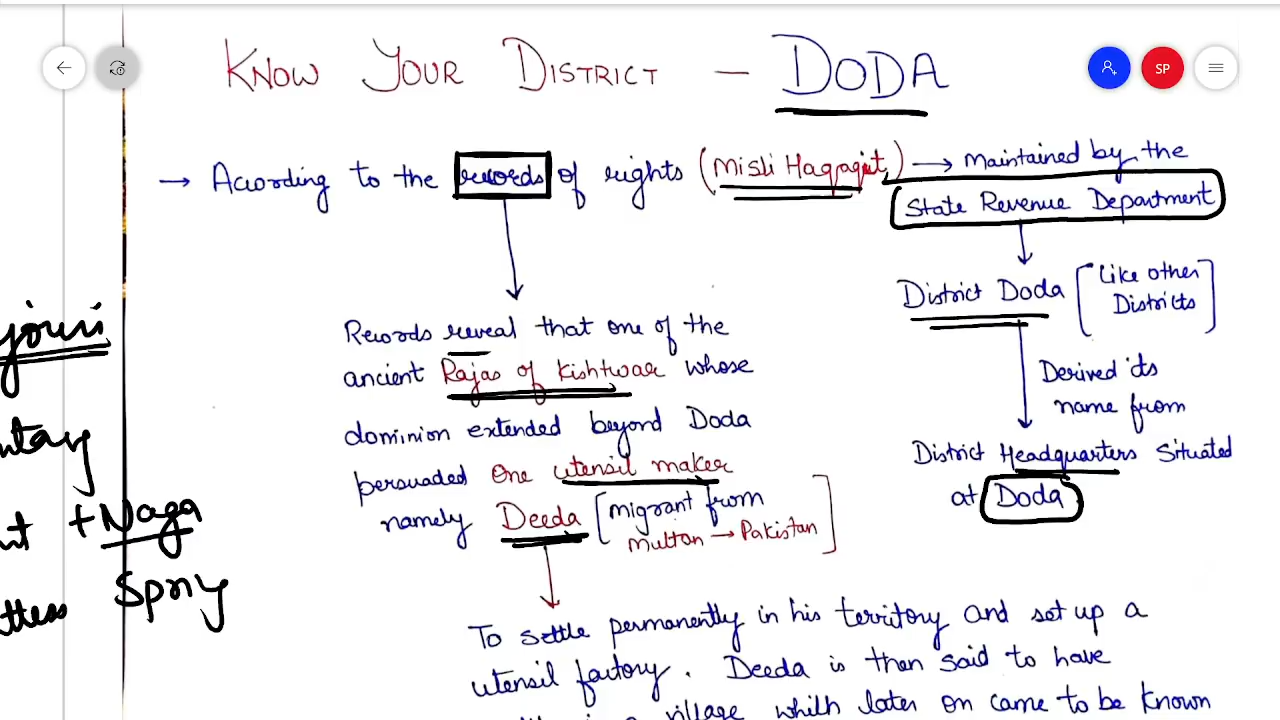 KNOW YOUR DISTRICT — DODA
SP
→ According to the records of rights (Misli Haqaqit) → Maintained by the
State Revenue Department
District Doda [Like other
Districts]
Derived its
name from
District Headquarters situated
at Doda
Records reveal that one of the
ancient Rajas of Kishtwar whose
dominion extended beyond Doda
persuaded one utensil maker
namely Deeda [migrant from
Multan → Pakistan]
To settle permanently in his territory and set up a
utensil factory. Deeda is then said to have
village which later on came to be known
+ Naga